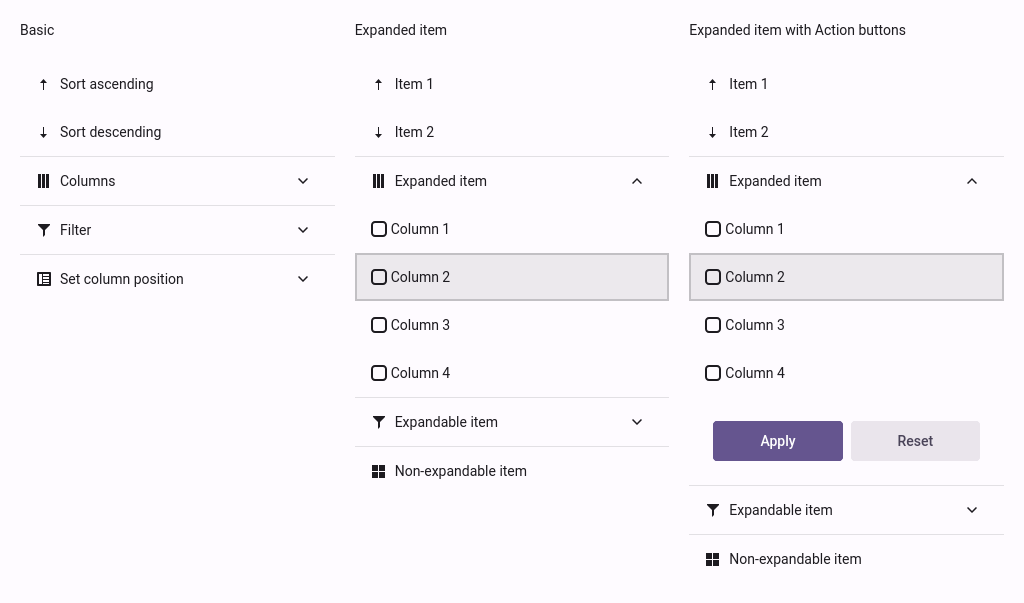 Basic
Sort ascending
Sort descending
Columns
Filter
Set column position
Expanded item
Item 1
Item 2
Expanded item
Column 1
Column 2
Column 3
Column 4
Expandable item
Non-expandable item
Expanded item with Action buttons
Item 1
Item 2
Expanded item
Column 1
Column 2
Column 3
Column 4
Apply
Reset
Expandable item
Non-expandable item